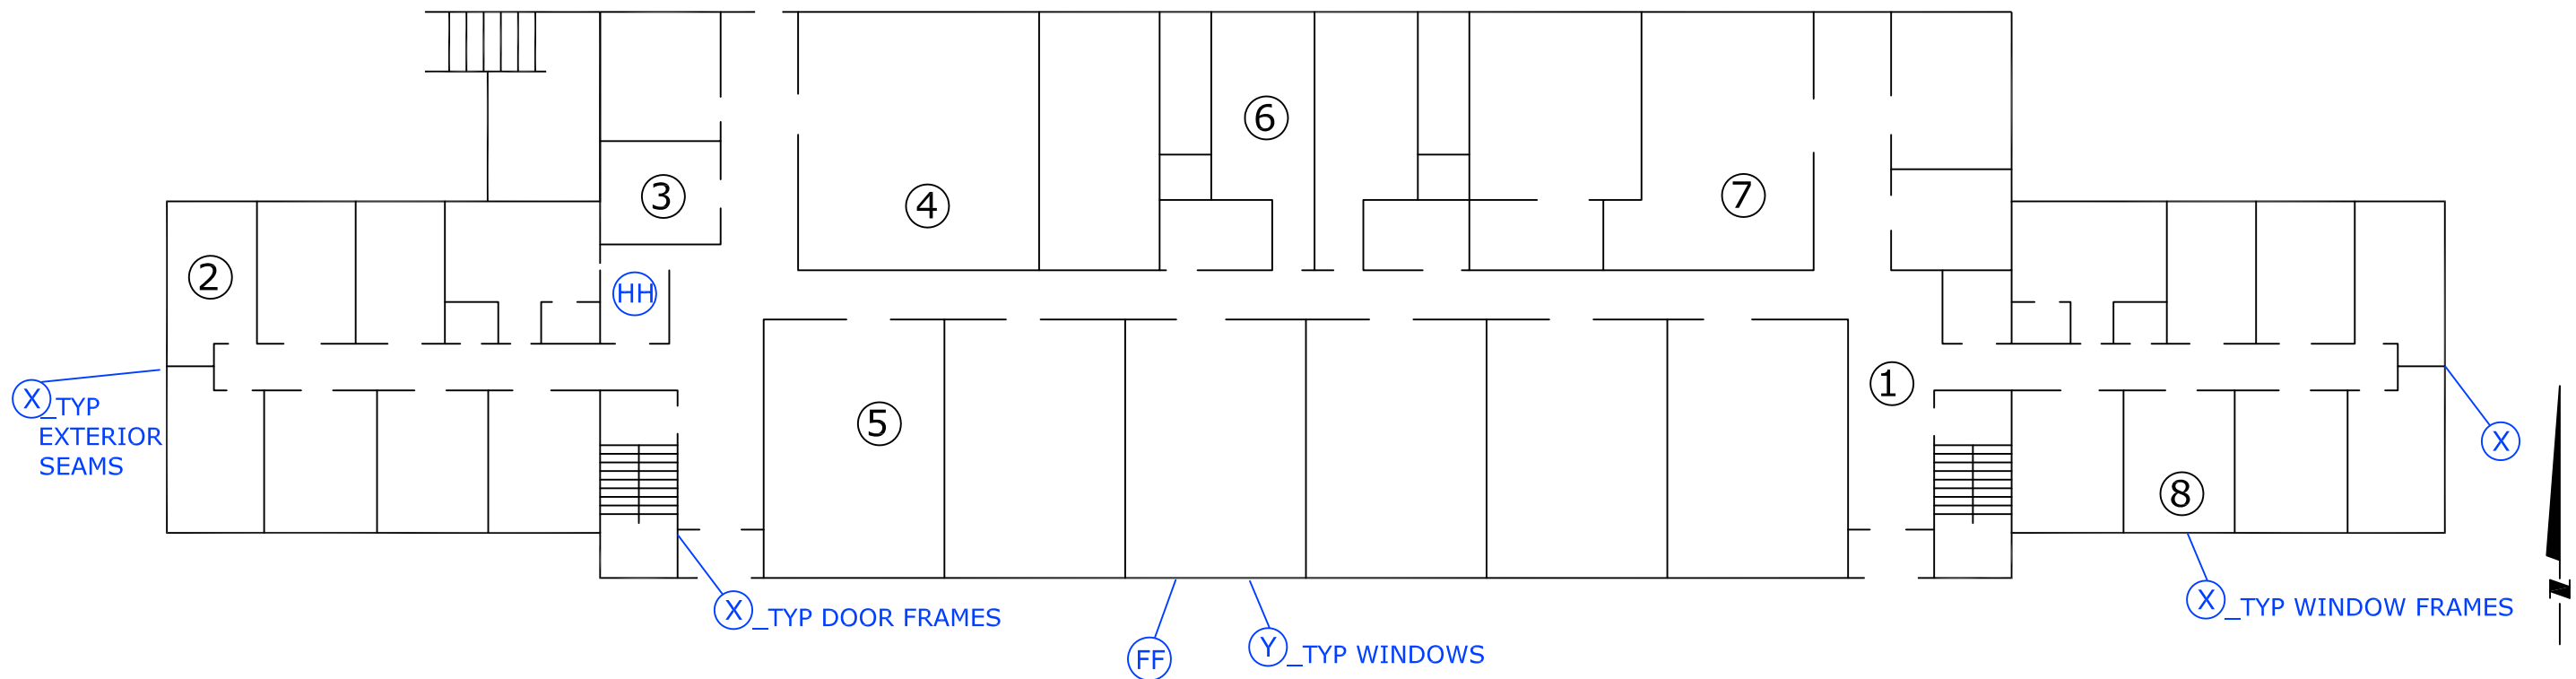 6
3
7
4
2
HH
1
X_TYP
EXTERIOR
SEAMS
5
X
8
X_TYP DOOR FRAMES
X_TYP WINDOW FRAMES
FF
Y_TYP WINDOWS
N